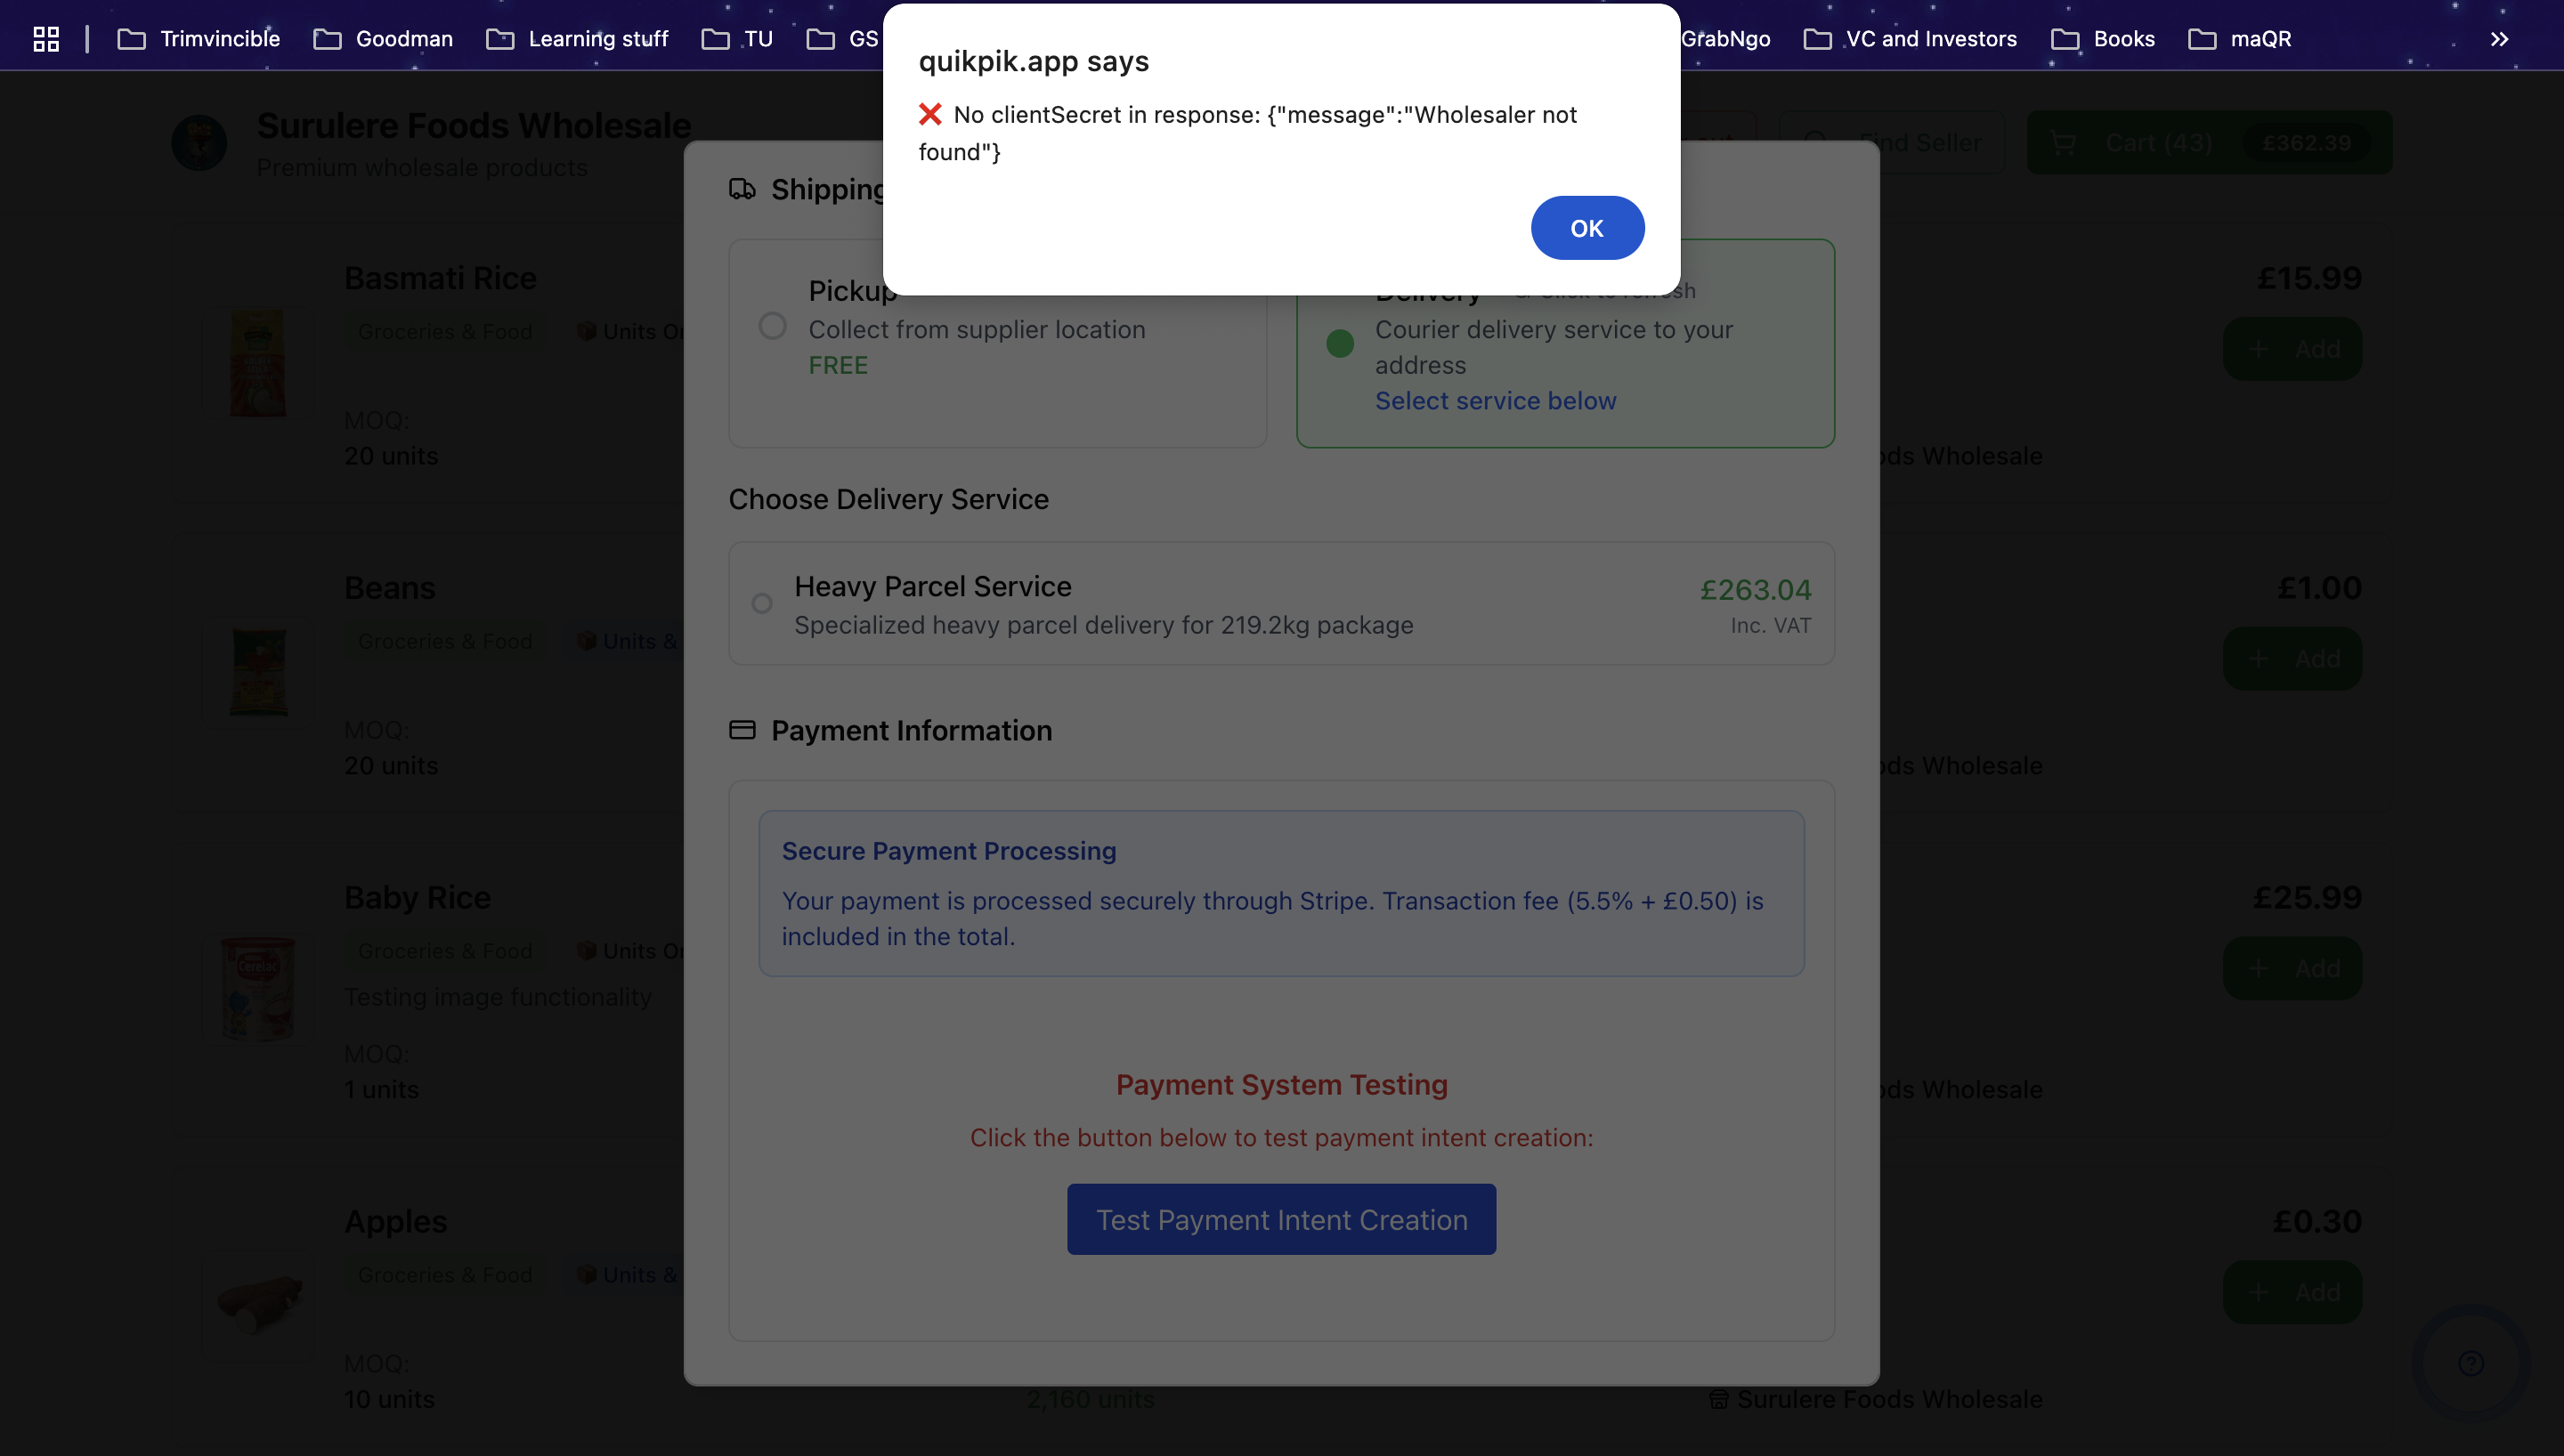 Trimvincible
Goodman
Learning stuff
TU
GS
GrabNgo
VC and Investors
Books
maQR
quikpik.app says
❌ No clientSecret in response: {"message":"Wholesaler not
found"}
OK
Surulere Foods Wholesale
Premium wholesale products
Find Seller
Cart (43)
£362.39
Shipping
Pickup
Collect from supplier location
FREE
Delivery
Click to refresh
Courier delivery service to your
address
Select service below
Choose Delivery Service
Heavy Parcel Service
£263.04
Specialized heavy parcel delivery for 219.2kg package
Inc. VAT
Payment Information
Secure Payment Processing
Your payment is processed securely through Stripe. Transaction fee (5.5% + £0.50) is
included in the total.
Payment System Testing
Click the button below to test payment intent creation:
Test Payment Intent Creation
Basmati Rice
£15.99
Groceries & Food
Units
+ Add
MOQ:
20 units
Foods Wholesale
Beans
£1.00
Groceries & Food
Units &
+ Add
MOQ:
20 units
Foods Wholesale
Baby Rice
£25.99
Groceries & Food
Units
Testing image functionality
+ Add
MOQ:
1 units
Foods Wholesale
Apples
£0.30
Groceries & Food
Units &
+ Add
MOQ:
10 units
2,160 units
Surulere Foods Wholesale